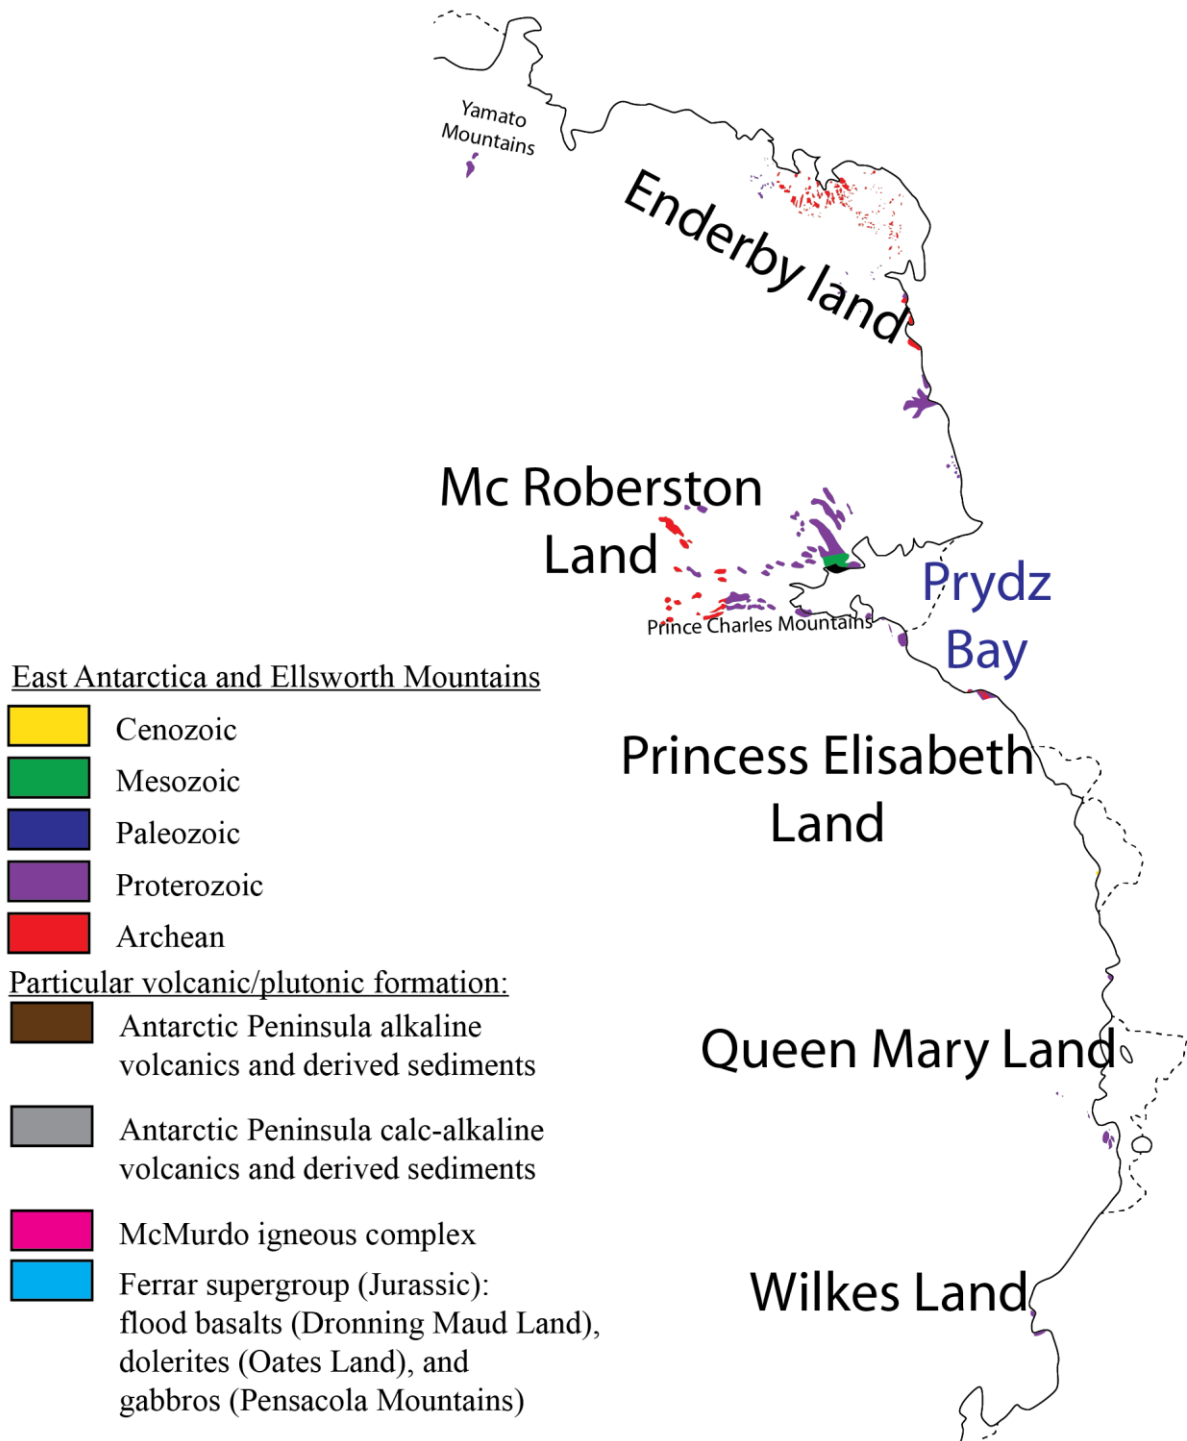 Yamato
Mountains
Enderby land
Mc Roberston
Land
Prydz
Bay
Prince Charles Mountains
Princess Elisabeth
Land
Queen Mary Land
Wilkes Land
East Antarctica and Ellsworth Mountains
Cenozoic
Mesozoic
Paleozoic
Proterozoic
Archean
Particular volcanic/plutonic formation:
Antarctic Peninsula alkaline
volcanics and derived sediments
Antarctic Peninsula calc-alkaline
volcanics and derived sediments
McMurdo igneous complex
Ferrar supergroup (Jurassic):
flood basalts (Dronning Maud Land),
dolerites (Oates Land), and
gabbros (Pensacola Mountains)